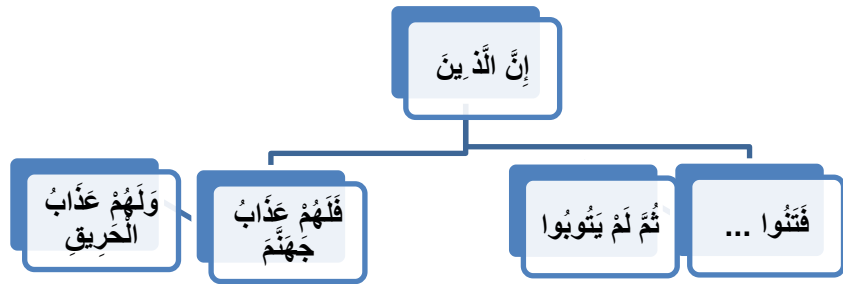 إِنَّ الَّذ ِينَ
فَتَنُوا ...
ثُمَّ لَمْ يَتُوبُوا
فَلَهُمْ عَذَابُ
جَهَنَّمَ
وَلَهُمْ عَذَابُ
الْحَرِيقِ